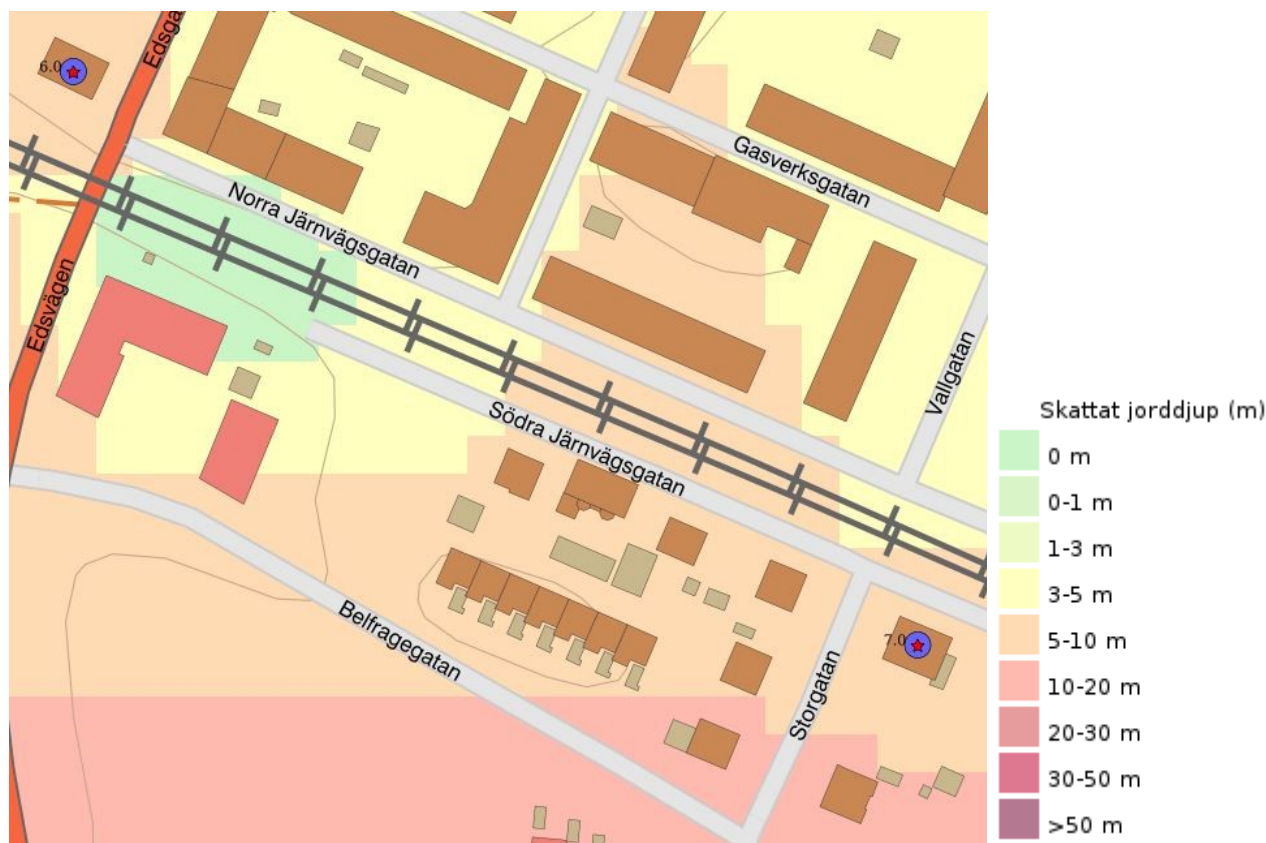 Edsga
6.0
Gasverksgatan
Norra Järnvägsgatan
Edsvägen
Vallgatan
Södra Järnvägsgatan
Belfragegatan
7.0
Storgatan
Skattat jorddjup (m)
0 m
0-1 m
1-3 m
3-5 m
5-10 m
10-20 m
20-30 m
30-50 m
>50 m